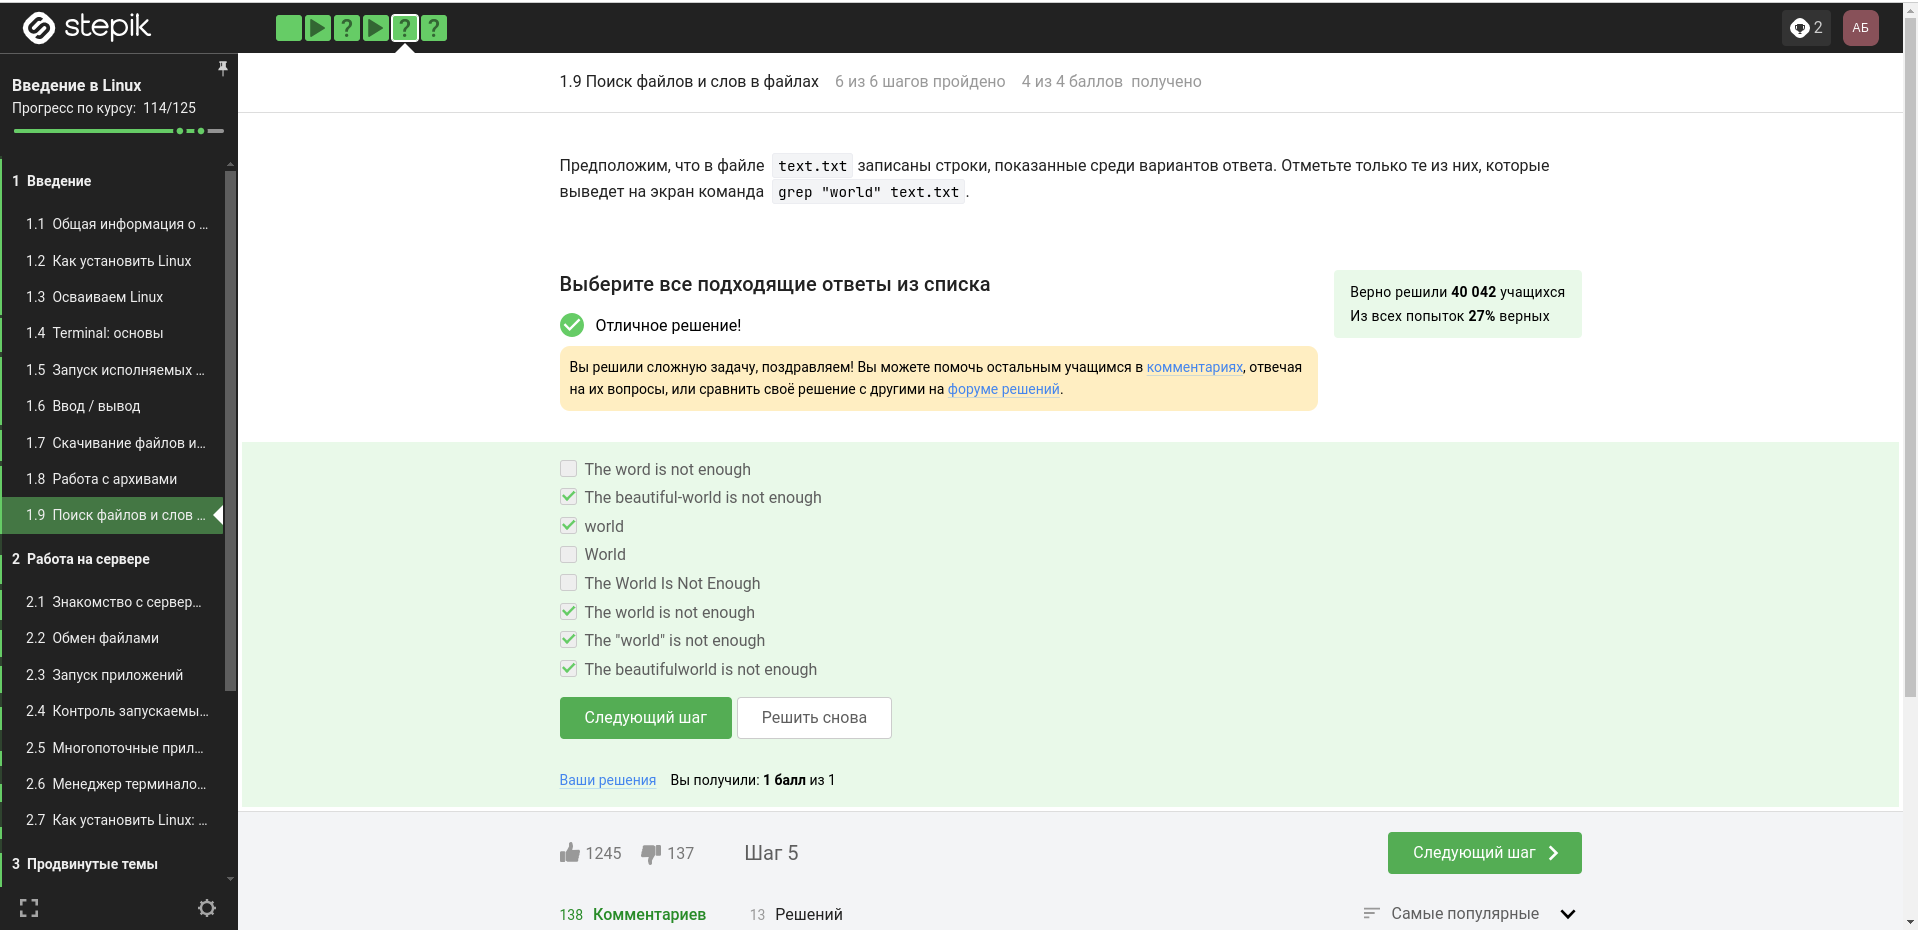 stepik
?
?
?
2
АБ
Введение в Linux
Прогресс по курсу: 114/125
1 Введение
1.1 Общая информация о ...
1.2 Как установить Linux
1.3 Осваиваем Linux
1.4 Terminal: основы
1.5 Запуск исполняемых ...
1.6 Ввод / вывод
1.7 Скачивание файлов и...
1.8 Работа с архивами
1.9 Поиск файлов и слов ...
2 Работа на сервере
2.1 Знакомство с сервер...
2.2 Обмен файлами
2.3 Запуск приложений
2.4 Контроль запускаемы...
2.5 Многопоточные прил...
2.6 Менеджер терминало...
2.7 Как установить Linux: ...
3 Продвинутые темы
1.9 Поиск файлов и слов в файлах 6 из 6 шагов пройдено 4 из 4 баллов получено
Предположим, что в файле text.txt записаны строки, показанные среди вариантов ответа. Отметьте только те из них, которые
выведет на экран команда grep "world" text.txt.
Выберите все подходящие ответы из списка
Отличное решение!
Верно решили 40 042 учащихся
Из всех попыток 27% верных
Вы решили сложную задачу, поздравляем! Вы можете помочь остальным учащимся в комментариях, отвечая
на их вопросы, или сравнить своё решение с другими на форуме решений.
The word is not enough
The beautiful-world is not enough
world
World
The World Is Not Enough
The world is not enough
The "world" is not enough
The beautifulworld is not enough
Следующий шаг
Решить снова
Ваши решения Вы получили: 1 балл из 1
1245 137 Шаг 5
Следующий шаг
138 Комментариев 13 Решений
Самые популярные